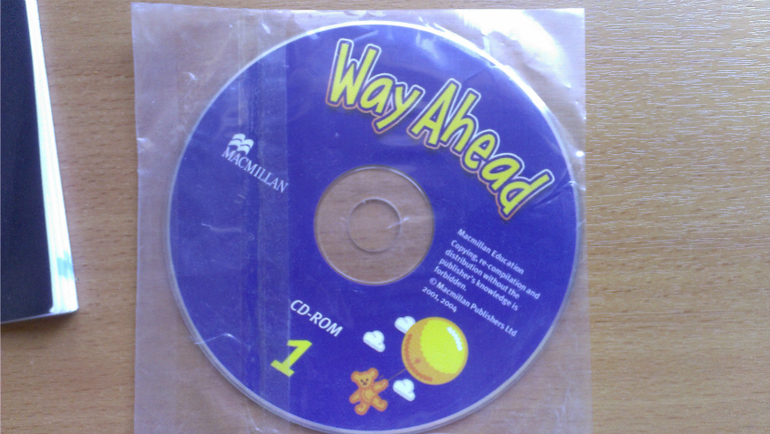 Way Ahead
MACMILLAN
Macmillan Education
Copying, re-compilation and
distribution without the
publisher's knowledge is
forbidden.
© Macmillan Publishers Ltd
2001, 2004
CD-ROM
1